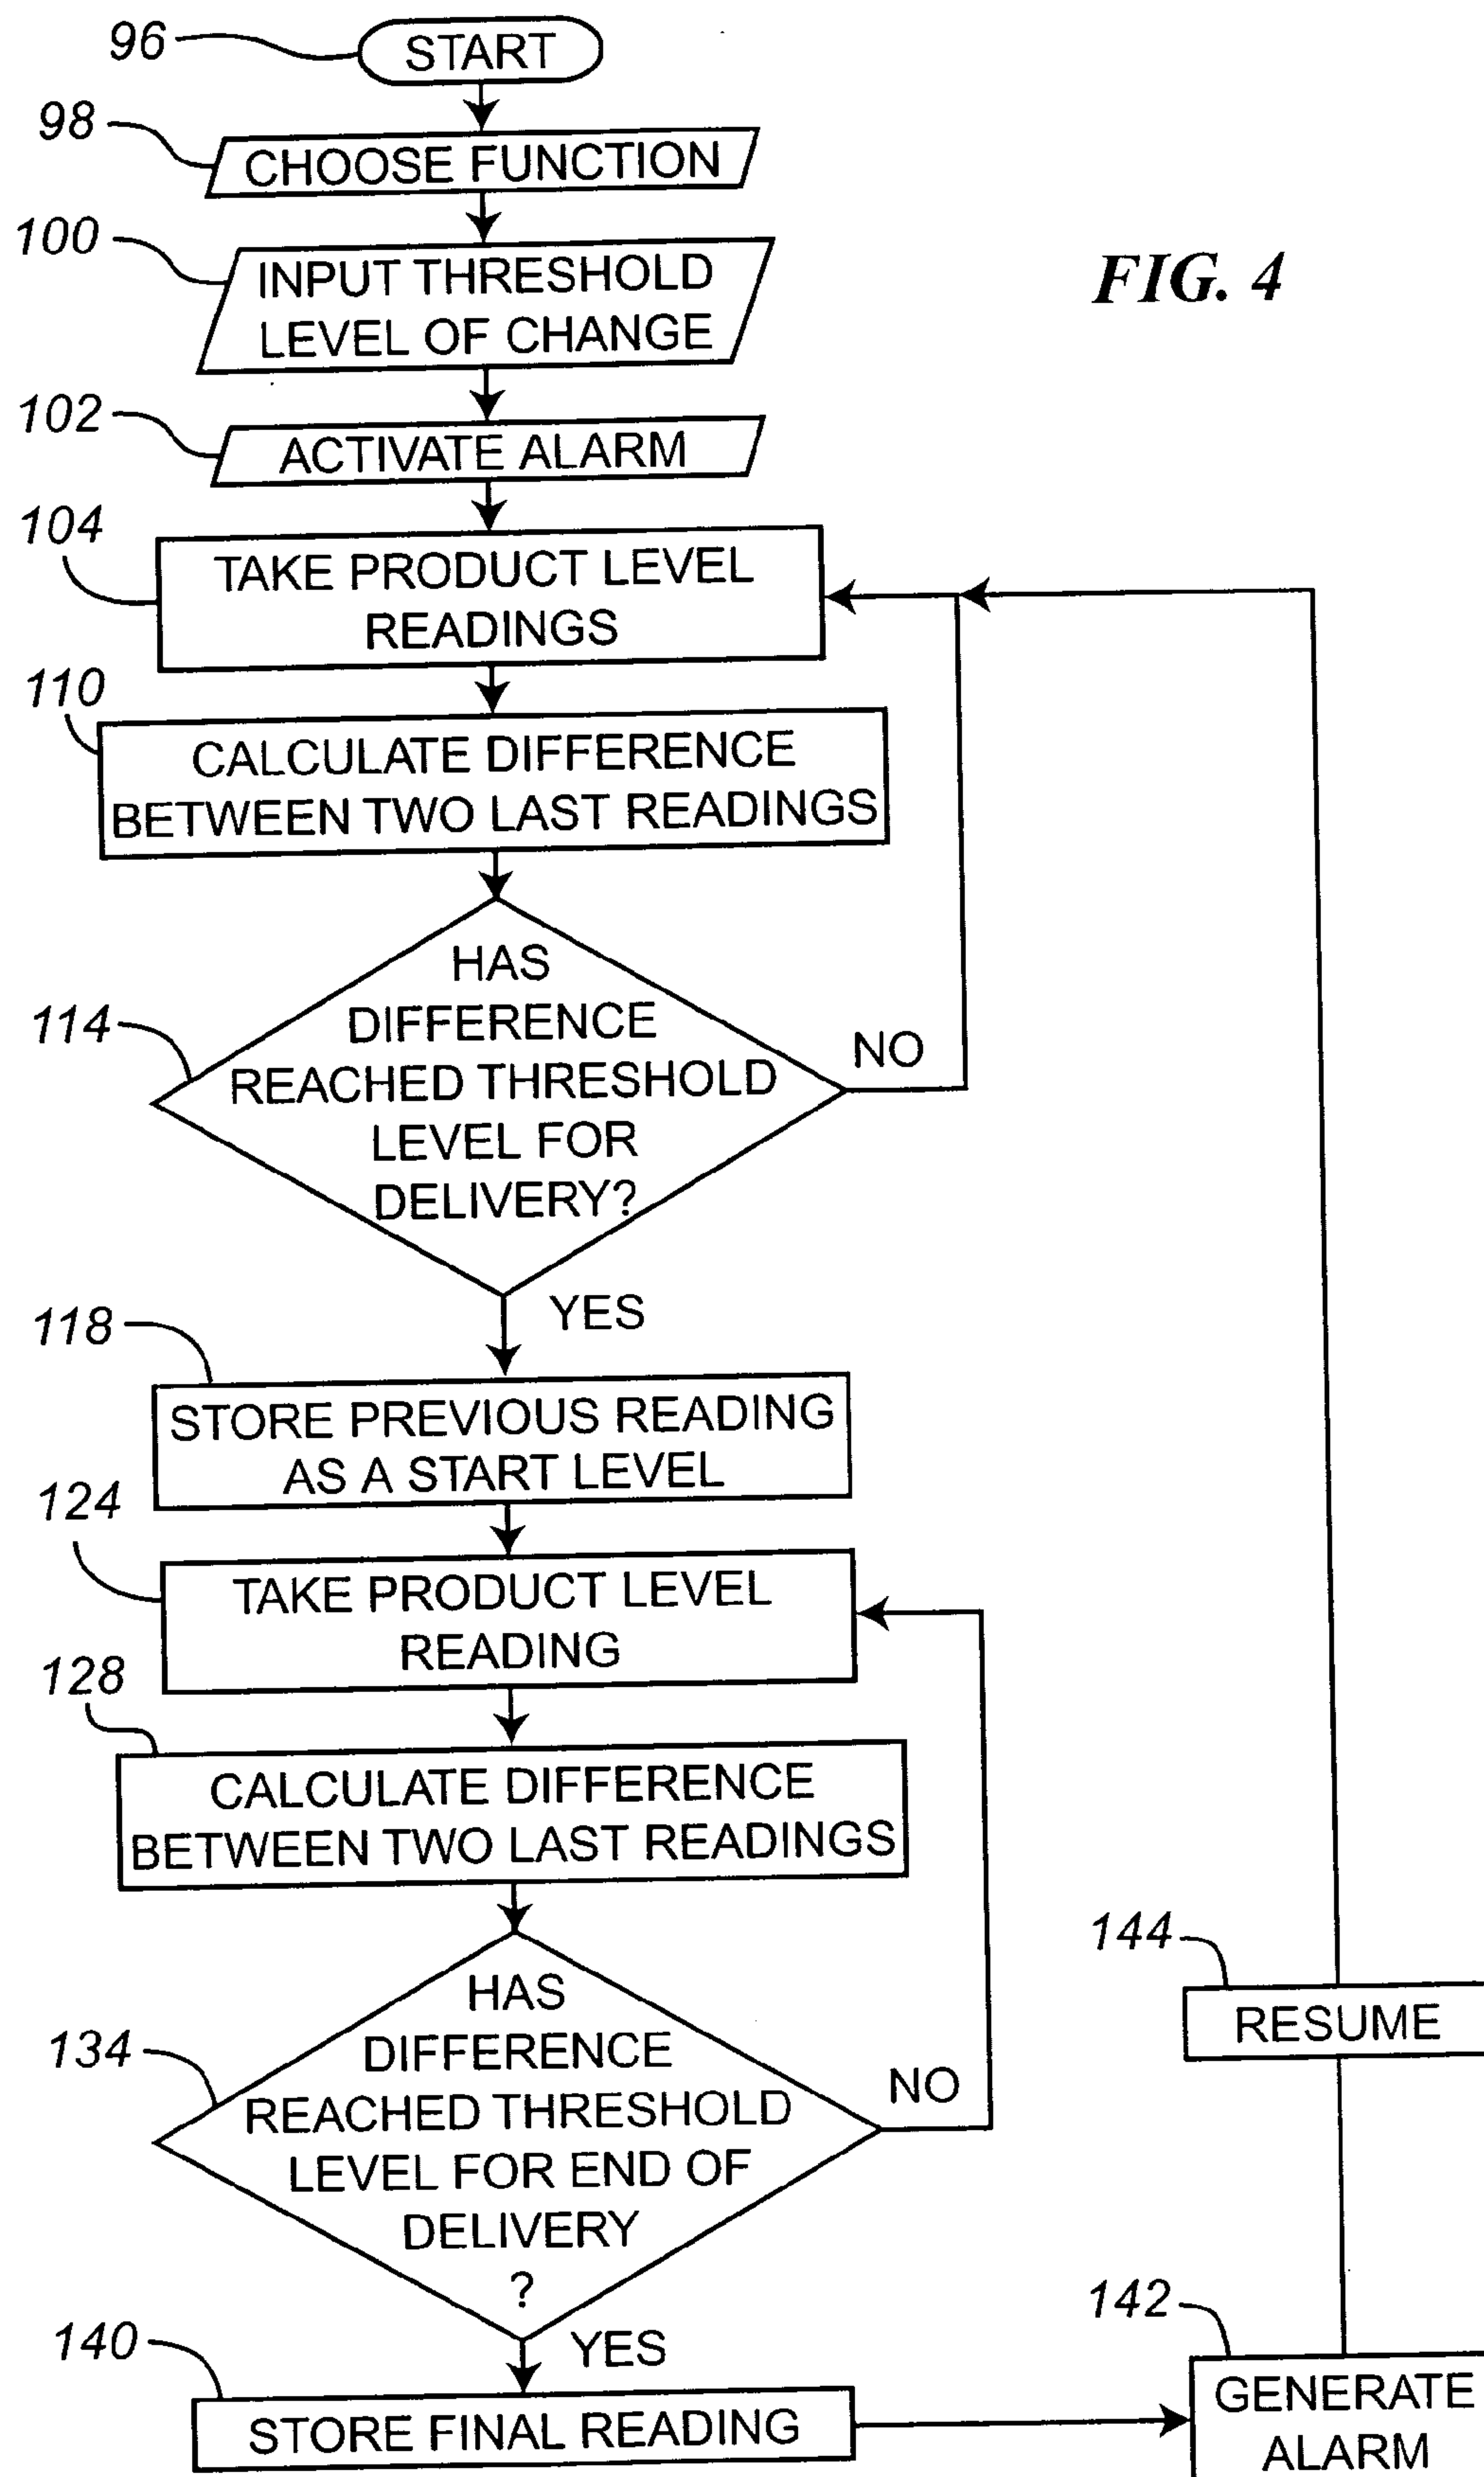 96
START
98
CHOOSE FUNCTION
100
INPUT THRESHOLD
LEVEL OF CHANGE
FIG. 4
102
ACTIVATE ALARM
104
TAKE PRODUCT LEVEL
READINGS
110
CALCULATE DIFFERENCE
BETWEEN TWO LAST READINGS
114
HAS
DIFFERENCE
REACHED THRESHOLD
LEVEL FOR
DELIVERY?
NO
YES
118
STORE PREVIOUS READING
AS A START LEVEL
124
TAKE PRODUCT LEVEL
READING
128
CALCULATE DIFFERENCE
BETWEEN TWO LAST READINGS
134
HAS
DIFFERENCE
REACHED THRESHOLD
LEVEL FOR END OF
DELIVERY
?
NO
YES
144
RESUME
140
STORE FINAL READING
142
GENERATE
ALARM